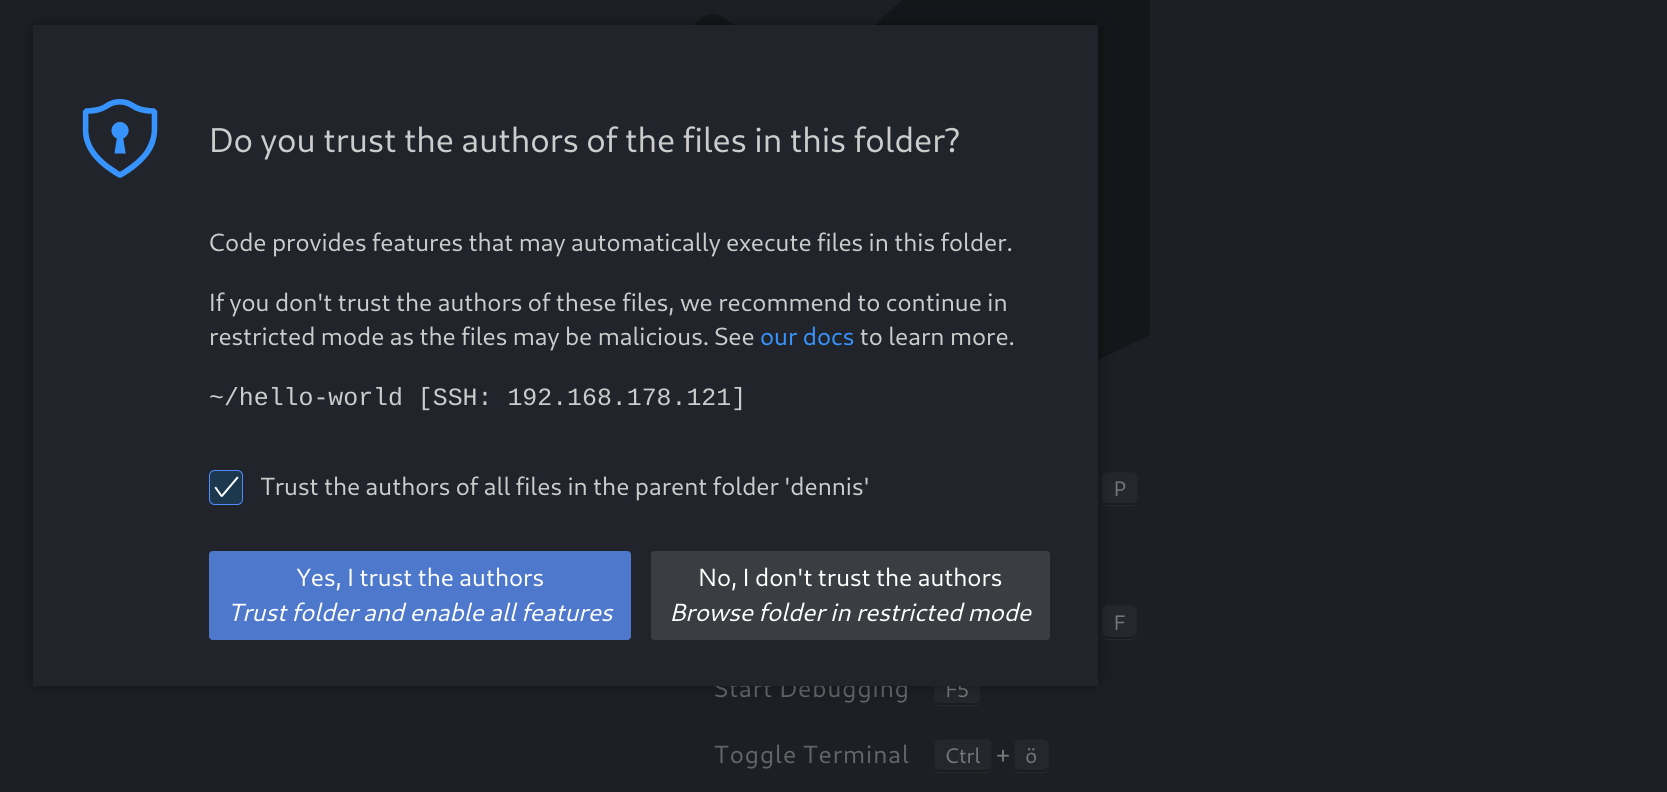 Do you trust the authors of the files in this folder?
Code provides features that may automatically execute files in this folder.
If you don't trust the authors of these files, we recommend to continue in
restricted mode as the files may be malicious. See our docs to learn more.
~/hello-world [SSH: 192.168.178.121]
Trust the authors of all files in the parent folder 'dennis'
P
Yes, I trust the authors
Trust folder and enable all features
No, I don't trust the authors
Browse folder in restricted mode
F
Start Debugging F5
Toggle Terminal Ctrl + ö